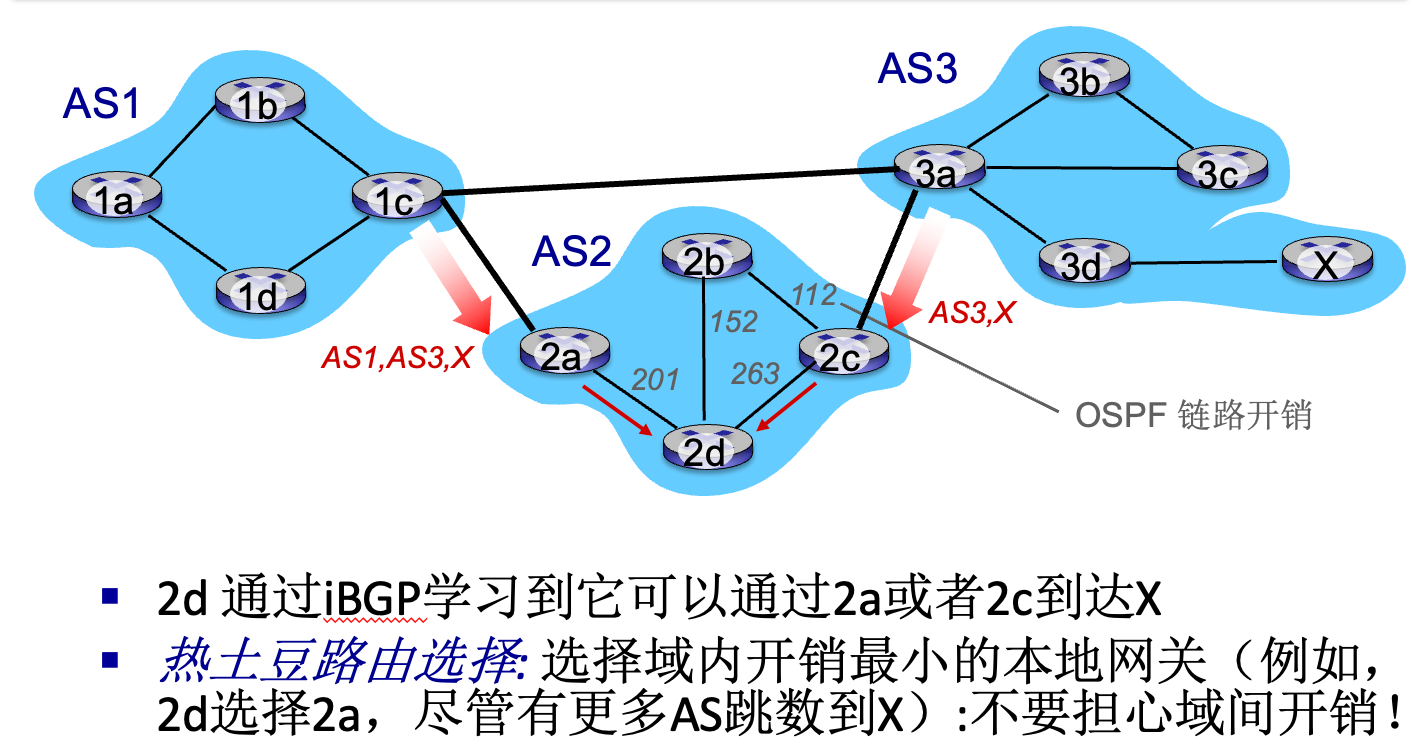 AS1
1b
1a
1c
1d
AS3
3b
3a
3c
3d
X
AS2
2b
112
152
2a
2c
201
263
2d
AS1,AS3,X
AS3,X
OSPF 链路开销
▪ 2d 通过iBGP学习到它可以通过2a或者2c到达X
▪ 热土豆路由选择: 选择域内开销最小的本地网关（例如，
2d选择2a，尽管有更多AS跳数到X）:不要担心域间开销！